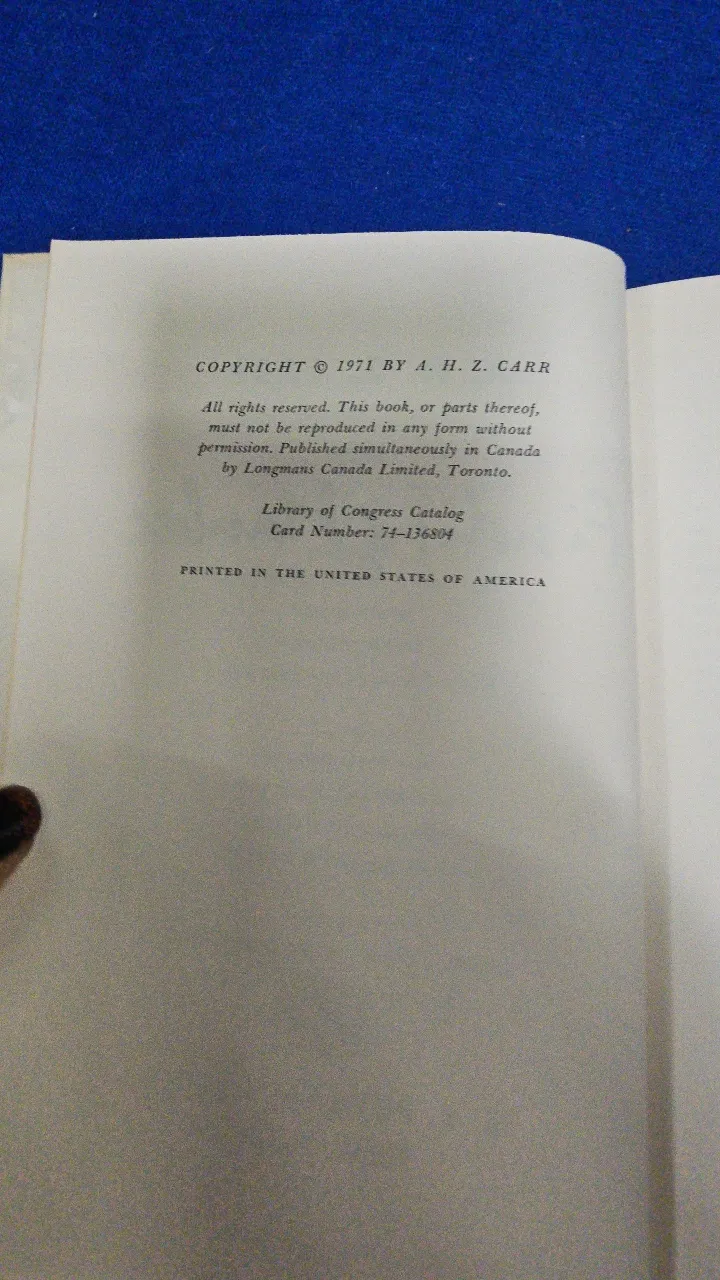 COPYRIGHT © 1971 BY A. H. Z. CARR
All rights reserved. This book, or parts thereof,
must not be reproduced in any form without
permission. Published simultaneously in Canada
by Longmans Canada Limited, Toronto.
Library of Congress Catalog
Card Number: 74–136804
PRINTED IN THE UNITED STATES OF AMERICA